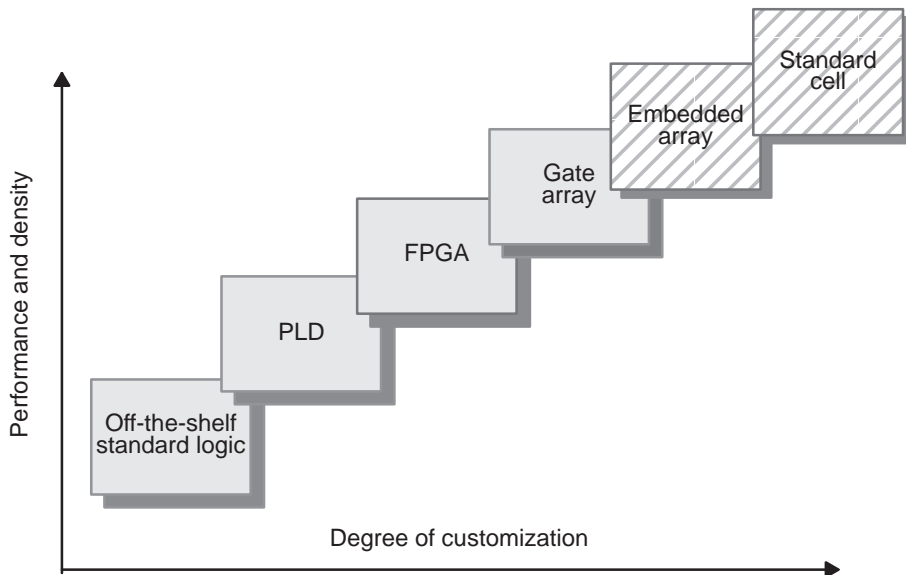 Standard
cell
Embedded
array
Gate
array
FPGA
PLD
Off-the-shelf
standard logic
Performance and density
Degree of customization